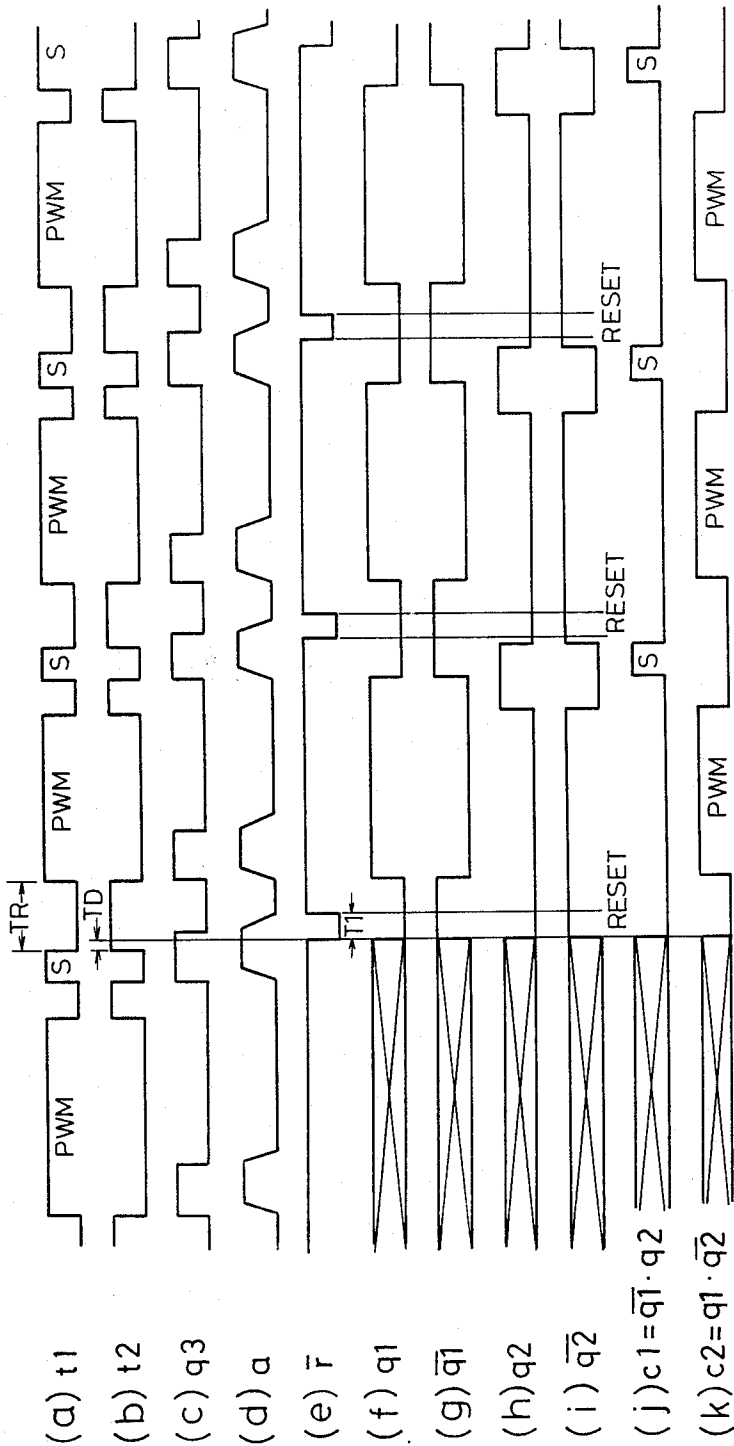 (a) t1
PWM
S
TR
PWM
S
PWM
S
PWM
S
(b) t2
TD
(c) q3
(d) a
(e) r̅
T1
RESET
RESET
RESET
(f) q1
(g) q̅1̅
(h) q2
(i) q̅2̅
(j) c1 = q̅1̅ · q2
S
S
S
(k) c2 = q1 · q̅2̅
PWM
PWM
PWM